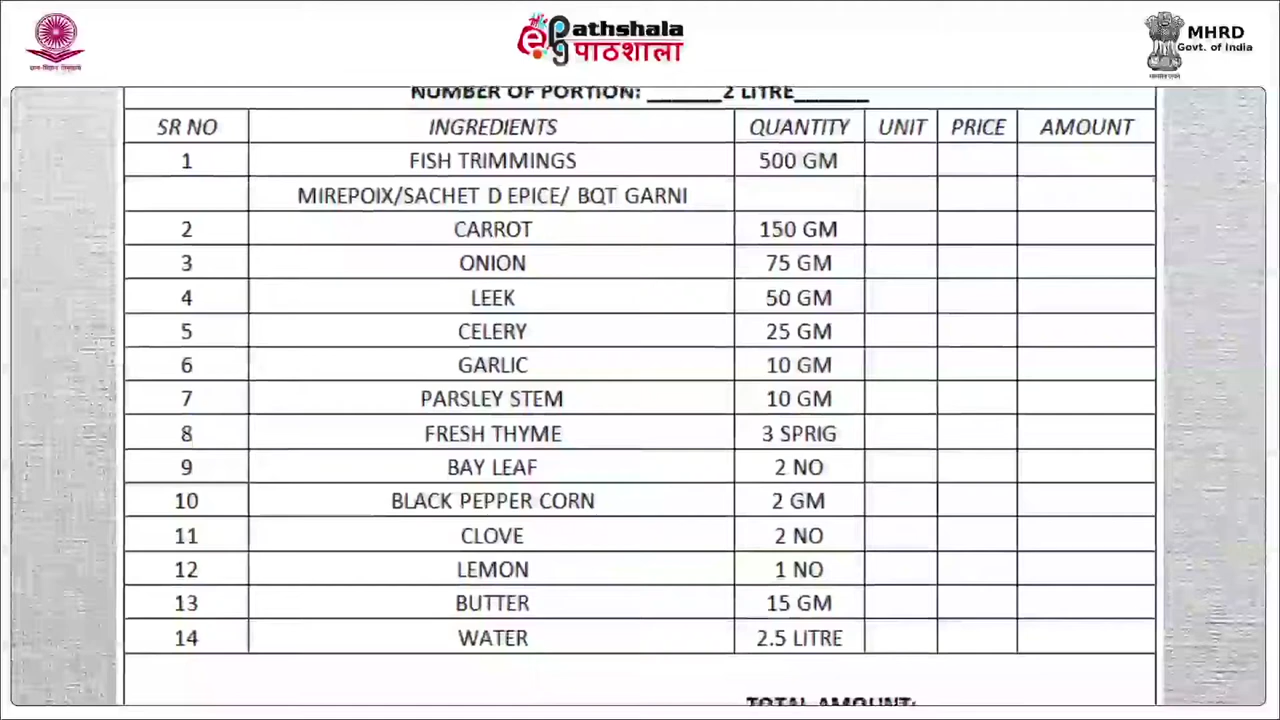 ePathshala
पाठशाला
MHRD
Govt. of India
NUMBER OF PORTION: ______2 LITRE______
SR NO INGREDIENTS QUANTITY UNIT PRICE AMOUNT
1 FISH TRIMMINGS 500 GM
MIREPOIX/SACHET D EPICE/ BQT GARNI
2 CARROT 150 GM
3 ONION 75 GM
4 LEEK 50 GM
5 CELERY 25 GM
6 GARLIC 10 GM
7 PARSLEY STEM 10 GM
8 FRESH THYME 3 SPRIG
9 BAY LEAF 2 NO
10 BLACK PEPPER CORN 2 GM
11 CLOVE 2 NO
12 LEMON 1 NO
13 BUTTER 15 GM
14 WATER 2.5 LITRE
TOTAL AMOUNT: